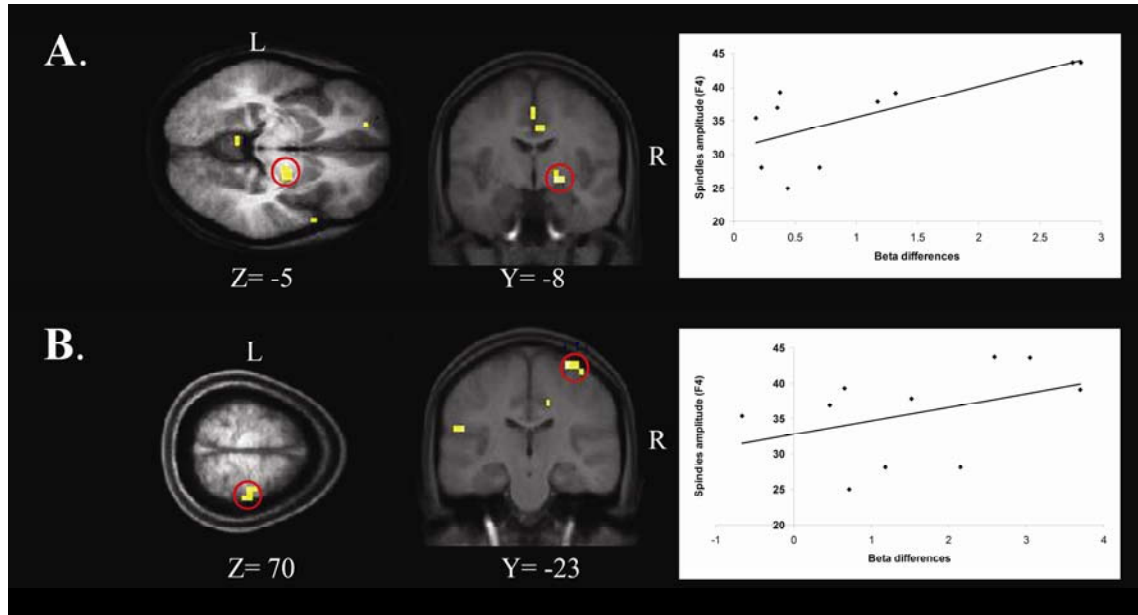 A.
L
R
Z= -5
Y= -8
Spindles amplitude (F4)
45
40
35
30
25
20
0
0.5
1
1.5
2
2.5
3
Beta differences
B.
L
R
Z= 70
Y= -23
Spindles amplitude (F4)
45
40
35
30
25
20
-1
0
1
2
3
4
Beta differences